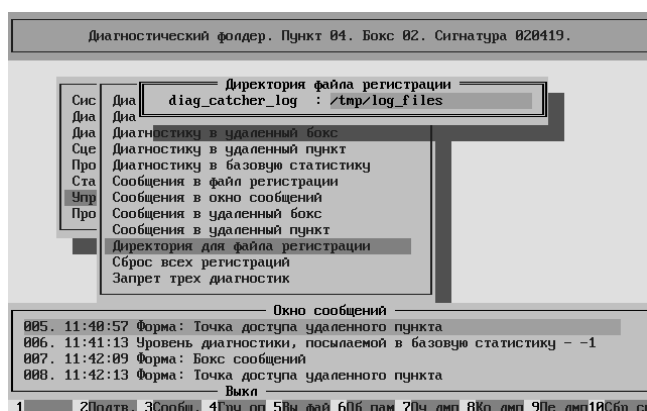 Диагностический фолдер. Пункт 04. Бокс 02. Сигнатура 020419.
Директория файла регистрации
diag_catcher_log : /tmp/log_files
Сис Диа
Диа Диа
Диа Диагностику в удаленный бокс
Сце Диагностику в удаленный пункт
Про Диагностику в базовую статистику
Ста Сообщения в файл регистрации
Упр Сообщения в окно сообщений
Про Сообщения в удаленный бокс
Сообщения в удаленный пункт
Директория для файла регистрации
Сброс всех регистраций
Запрет трех диагностик
Окно сообщений
005. 11:40:57 Форма: Точка доступа удаленного пункта
006. 11:41:13 Уровень диагностики, посылаемой в базовую статистику - -1
007. 11:42:09 Форма: Бокс сообщений
008. 11:42:13 Форма: Точка доступа удаленного пункта
Выкл
1 2Подтв. 3Сообщ. 4Гру оп 5Вы фай 6Об пам 7Оч дмп 8Ко дмп 9Пе дмп 10Сбр